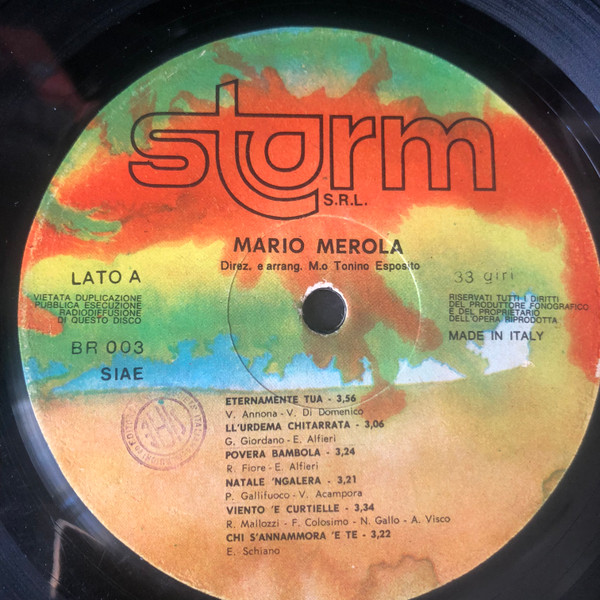 storm
S.R.L.
MARIO MEROLA
Direz. e arrang. M.o Tonino Esposito
LATO A
33 giri
VIETATA DUPLICAZIONE
PUBBLICA ESECUZIONE
RADIODIFFUSIONE
DI QUESTO DISCO
RISERVATI TUTTI I DIRITTI
DEL PRODUTTORE FONOGRAFICO
E DEL PROPRIETARIO
DELL'OPERA RIPRODOTTA
BR 003
MADE IN ITALY
SIAE
ETERNAMENTE TUA - 3,56
V. Annona - V. Di Domenico
LL'URDEMA CHITARRATA - 3,06
G. Giordano - E. Alfieri
POVERA BAMBOLA - 3,24
R. Fiore - E. Alfieri
NATALE 'NGALERA - 3,21
P. Gallifuoco - V. Acampora
VIENTO 'E CURTIELLE - 3,34
R. Mallozzi - F. Colosimo - N. Gallo - A. Visco
CHI S'ANNAMMORA 'E TE - 3,22
E. Schiano